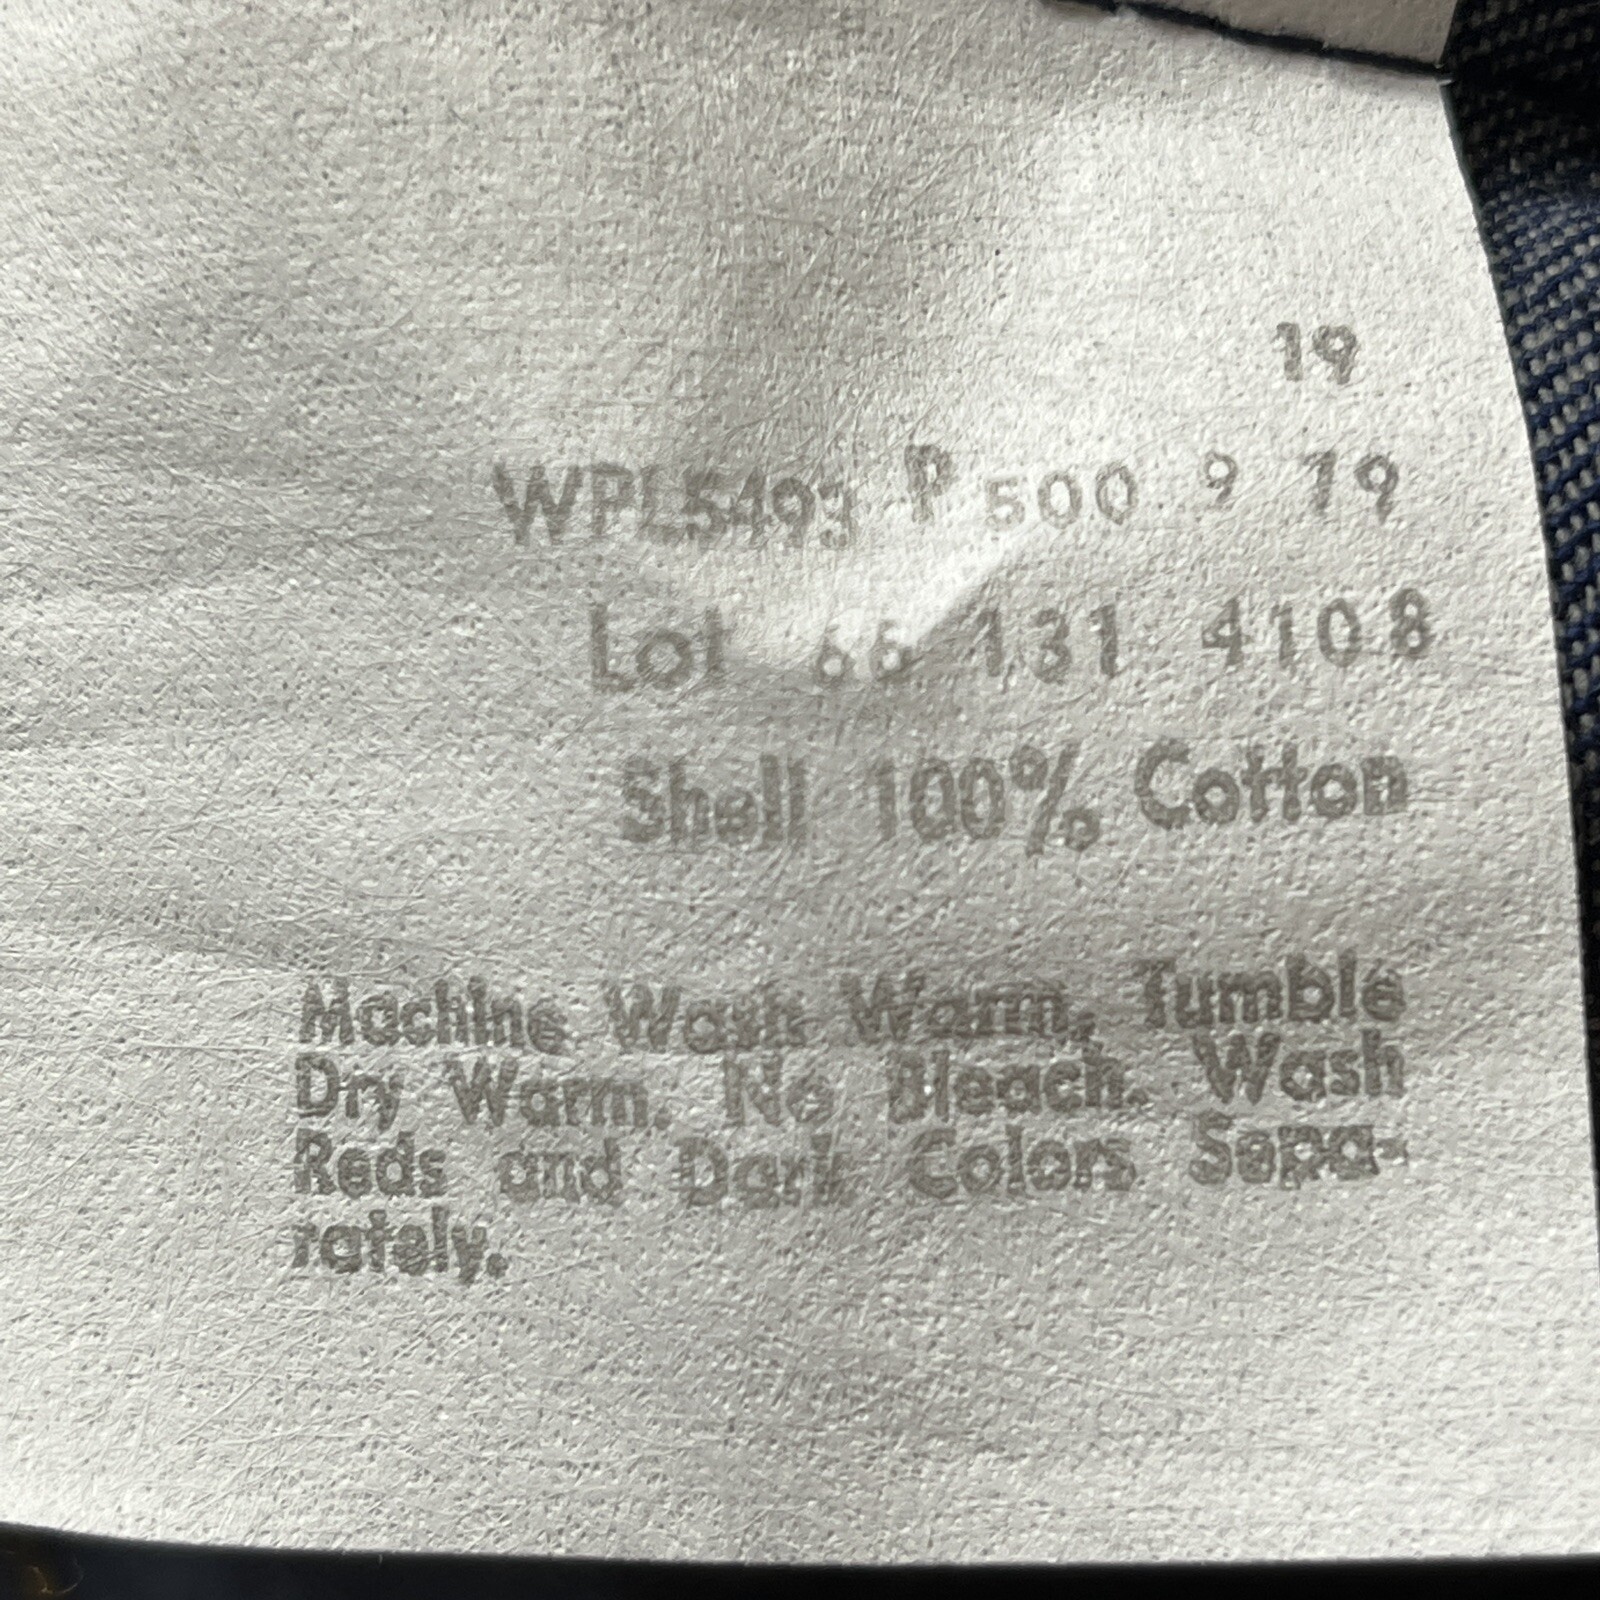 19
WPL5493 P 500 9 79
Lot 66 131 4108
Shell 100% Cotton
Machine Wash Warm, Tumble
Dry Warm. No Bleach. Wash
Reds and Dark Colors Sepa-
rately.